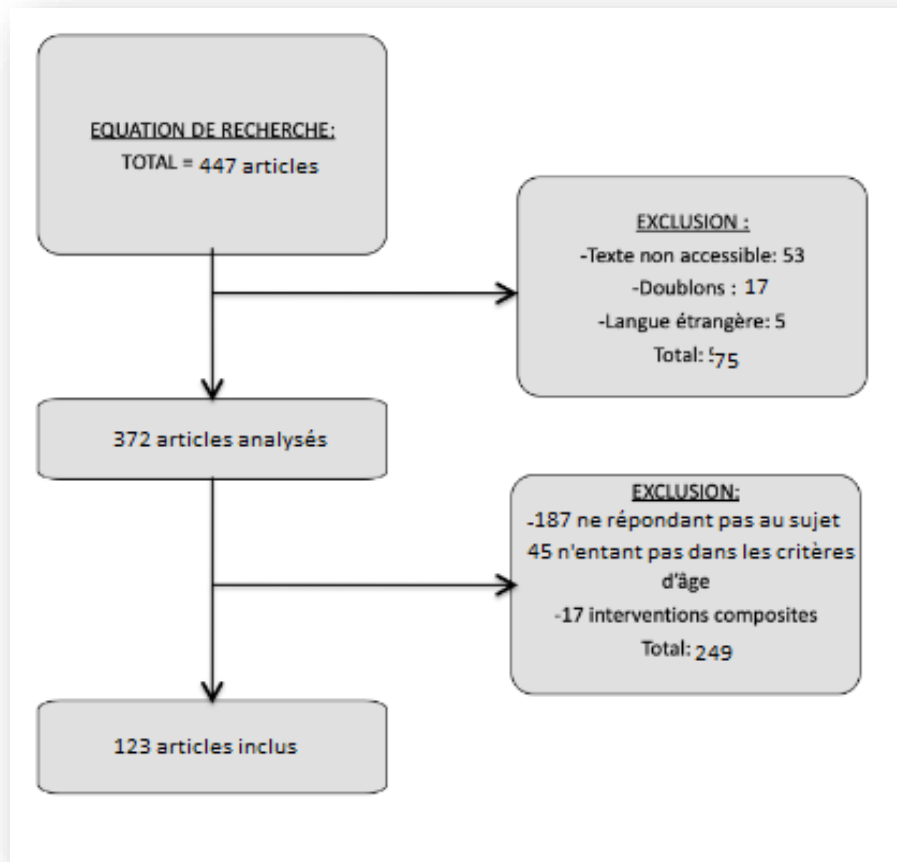 EQUATION DE RECHERCHE:
TOTAL = 447 articles
EXCLUSION :
-Texte non accessible: 53
-Doublons : 17
-Langue étrangère: 5
Total: 75
372 articles analysés
EXCLUSION:
-187 ne répondant pas au sujet
45 n'entant pas dans les critères
d'âge
-17 interventions composites
Total: 249
123 articles inclus